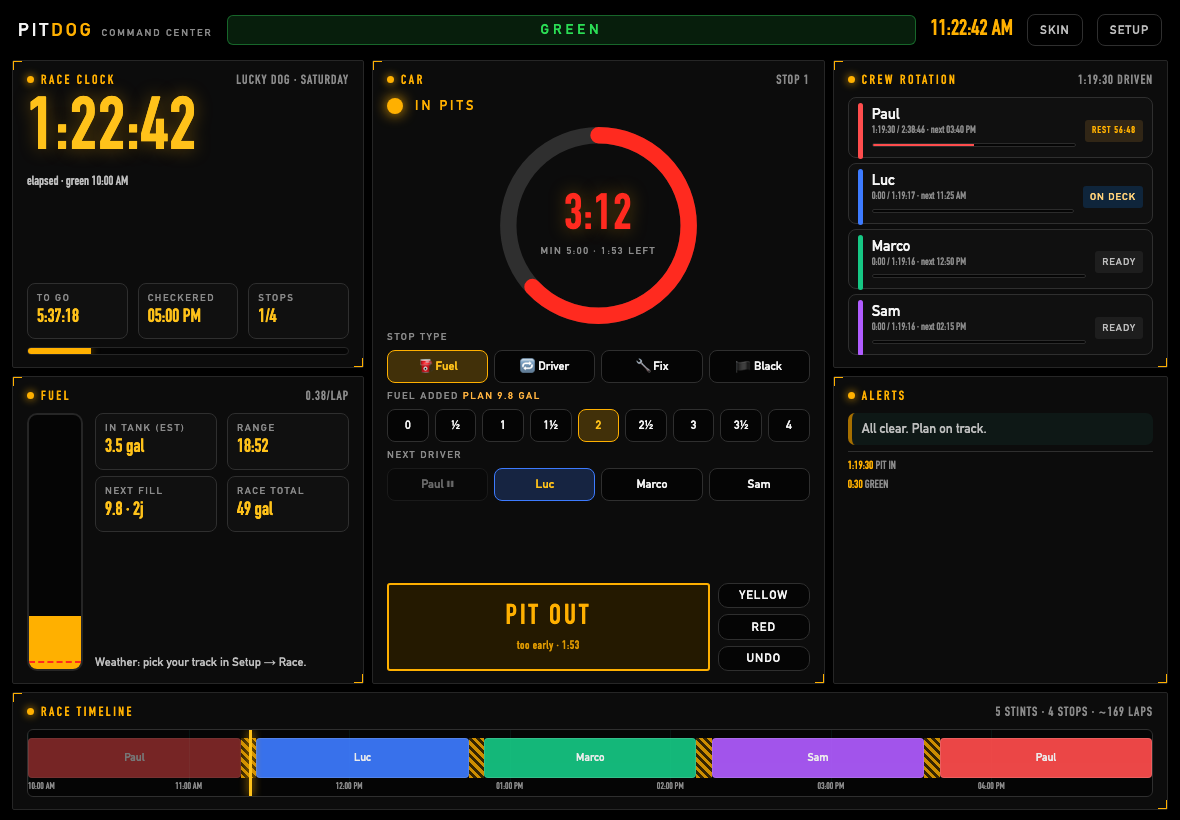 PITDOG COMMAND CENTER
GREEN
11:22:42 AM
SKIN
SETUP
RACE CLOCK
LUCKY DOG · SATURDAY
1:22:42
elapsed · green 10:00 AM
TO GO
5:37:18
CHECKERED
05:00 PM
STOPS
1/4
CAR
STOP 1
IN PITS
3:12
MIN 5:00 · 1:53 LEFT
STOP TYPE
Fuel
Driver
Fix
Black
FUEL ADDED PLAN 9.8 GAL
0 ½ 1 1½ 2 2½ 3 3½ 4
NEXT DRIVER
Paul
Luc
Marco
Sam
PIT OUT
too early · 1:53
YELLOW
RED
UNDO
CREW ROTATION
1:19:30 DRIVEN
Paul
1:19:30 / 2:38:46 · next 03:40 PM
REST 56:48
Luc
0:00 / 1:19:17 · next 11:25 AM
ON DECK
Marco
0:00 / 1:19:16 · next 12:50 PM
READY
Sam
0:00 / 1:19:16 · next 02:15 PM
READY
FUEL
0.38/LAP
IN TANK (EST)
3.5 gal
RANGE
18:52
NEXT FILL
9.8 · 2j
RACE TOTAL
49 gal
Weather: pick your track in Setup → Race.
ALERTS
All clear. Plan on track.
1:19:30 PIT IN
0:30 GREEN
RACE TIMELINE
5 STINTS · 4 STOPS · ~169 LAPS
Paul
Luc
Marco
Sam
Paul
10:00 AM
11:00 AM
12:00 PM
01:00 PM
02:00 PM
03:00 PM
04:00 PM